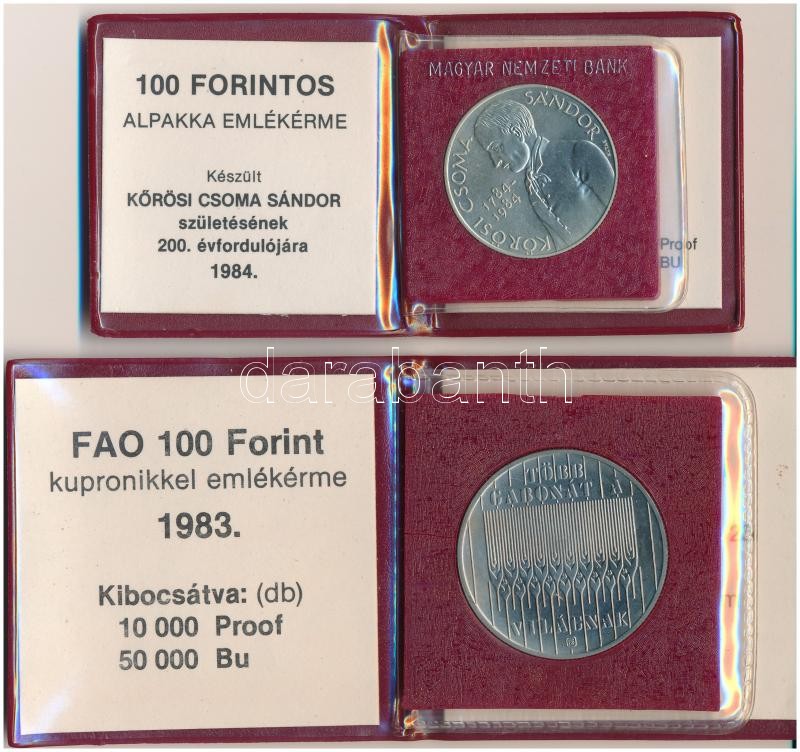 100 FORINTOS
ALPAKKA EMLÉKÉRME
Készült
KŐRÖSI CSOMA SÁNDOR
születésének
200. évfordulójára
1984.
MAGYAR NEMZETI BANK
KŐRÖSI CSOMA SÁNDOR
1784-
1984
Proof
BU
darabanth
FAO 100 Forint
kupronikkel emlékérme
1983.
Kibocsátva: (db)
10 000 Proof
50 000 Bu
TÖBB
GABONÁT A
VILÁGNAK